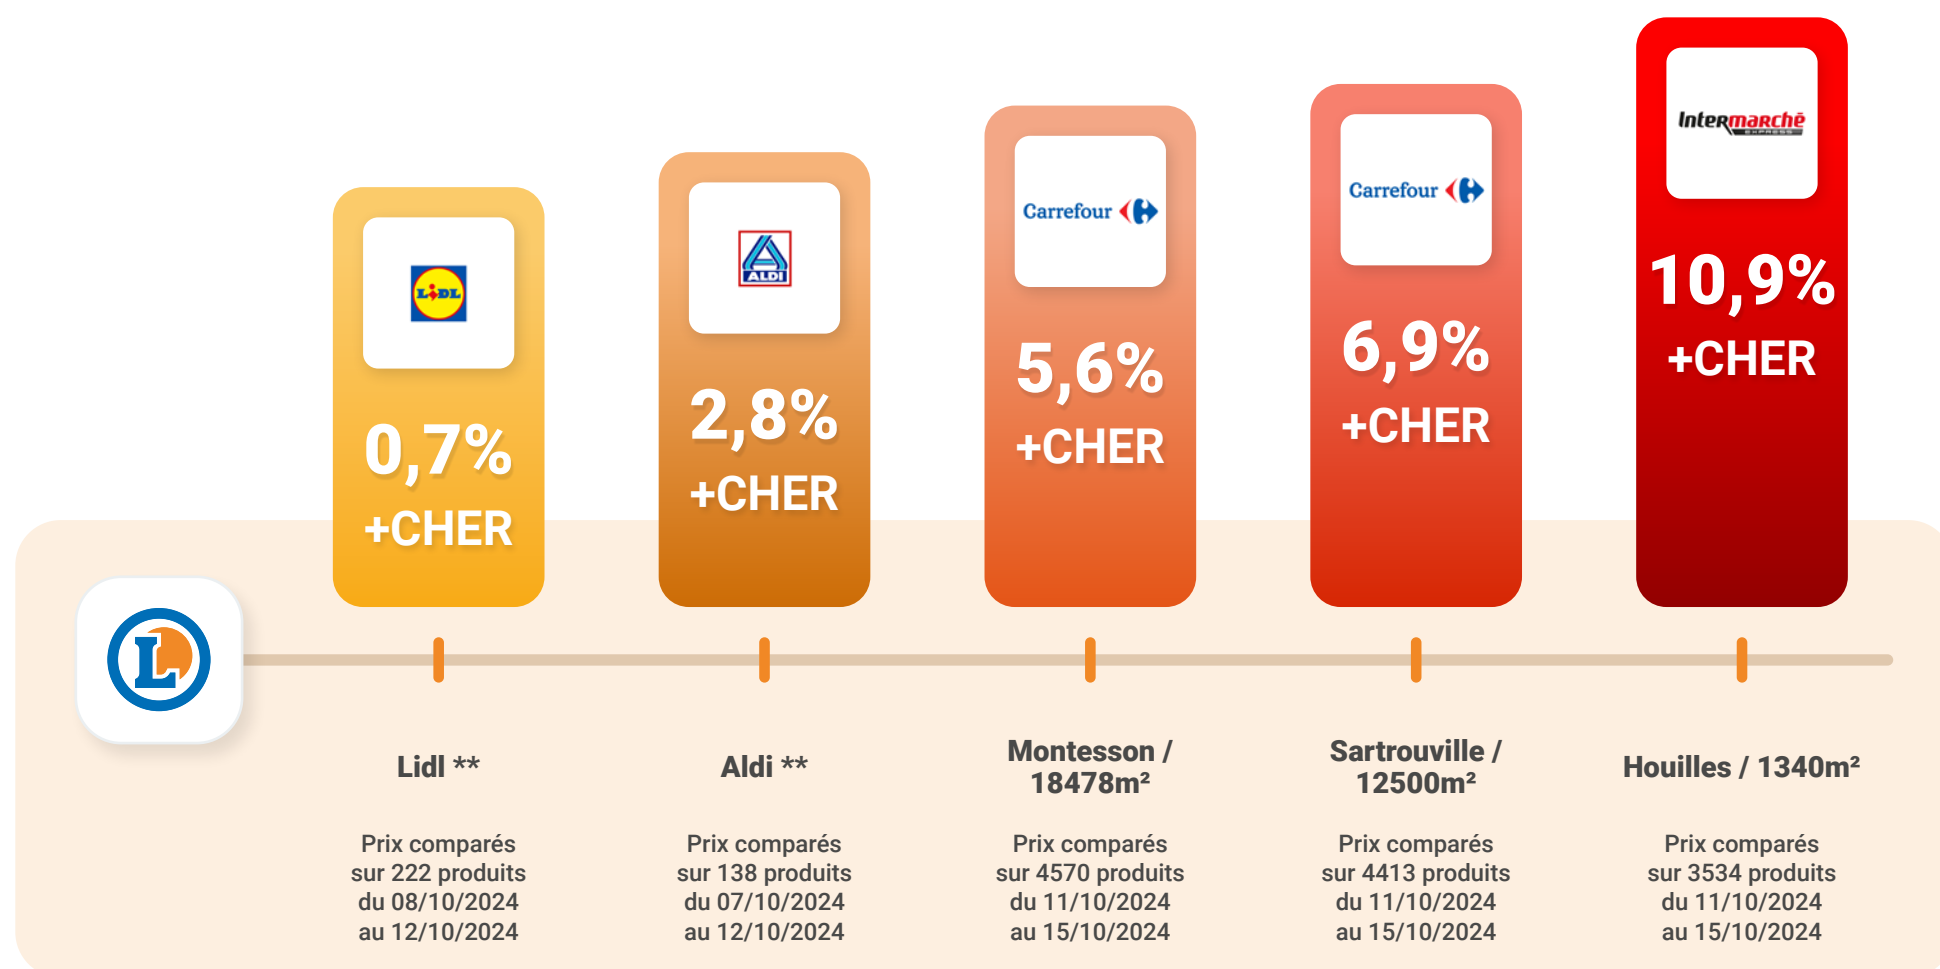 LIDL
0,7%
+CHER
ALDI
2,8%
+CHER
Carrefour
5,6%
+CHER
Carrefour
6,9%
+CHER
Intermarché
EXPRESS
10,9%
+CHER
L
Lidl **
Prix comparés
sur 222 produits
du 08/10/2024
au 12/10/2024
Aldi **
Prix comparés
sur 138 produits
du 07/10/2024
au 12/10/2024
Montesson /
18478m²
Prix comparés
sur 4570 produits
du 11/10/2024
au 15/10/2024
Sartrouville /
12500m²
Prix comparés
sur 4413 produits
du 11/10/2024
au 15/10/2024
Houilles / 1340m²
Prix comparés
sur 3534 produits
du 11/10/2024
au 15/10/2024